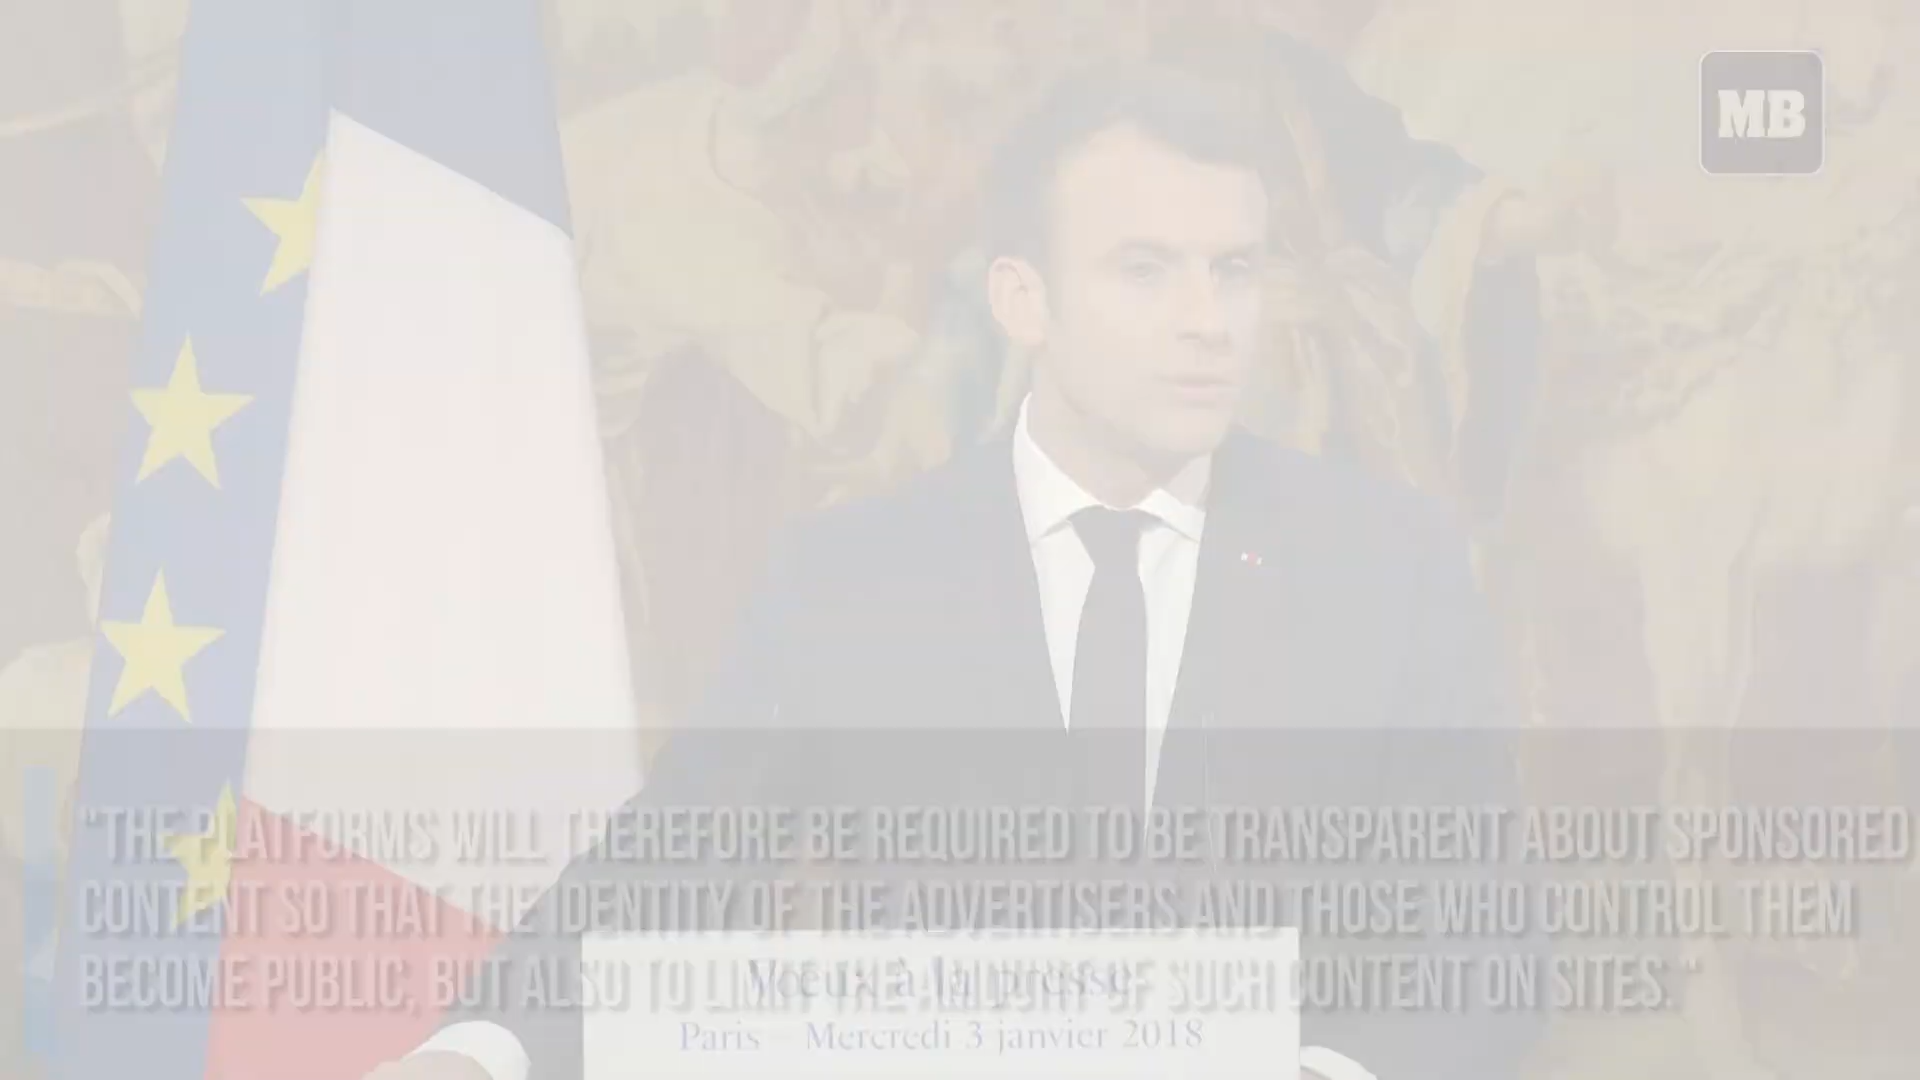 MB
"THE PLATFORMS WILL THEREFORE BE REQUIRED TO BE TRANSPARENT ABOUT SPONSORED
CONTENT SO THAT THE IDENTITY OF THE ADVERTISERS AND THOSE WHO CONTROL THEM
BECOME PUBLIC, BUT ALSO TO LIMIT THE AMOUNT OF SUCH CONTENT ON SITES."
Vœux à la presse
Paris – Mercredi 3 janvier 2018